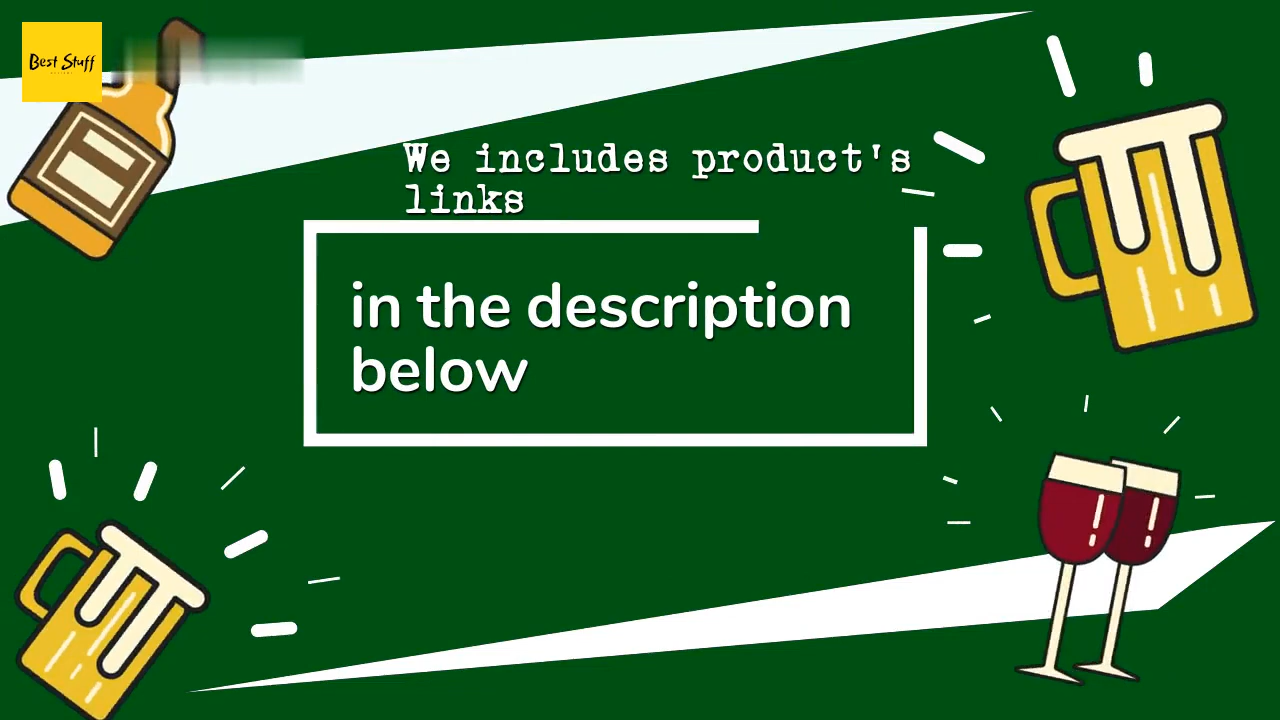 Best Stuff
We includes product's
links
in the description
below